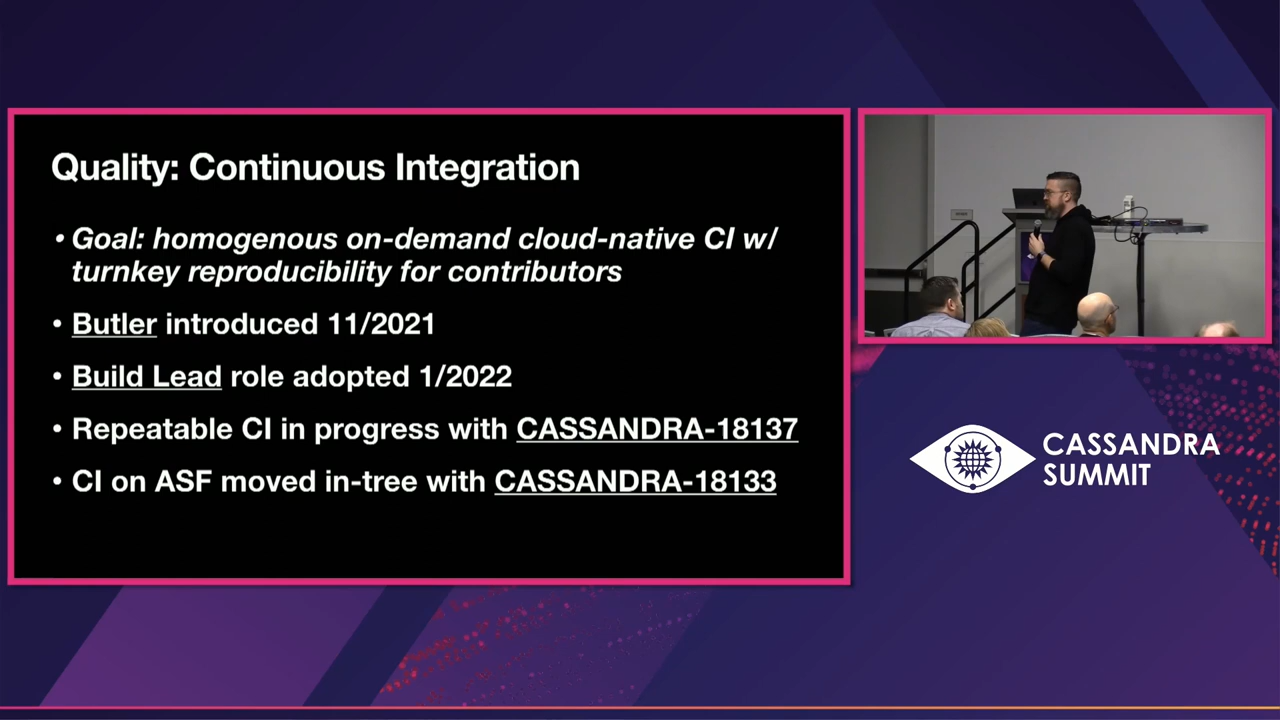 Quality: Continuous Integration
• Goal: homogenous on-demand cloud-native CI w/
turnkey reproducibility for contributors
• Butler introduced 11/2021
• Build Lead role adopted 1/2022
• Repeatable CI in progress with CASSANDRA-18137
• CI on ASF moved in-tree with CASSANDRA-18133
CASSANDRA
SUMMIT